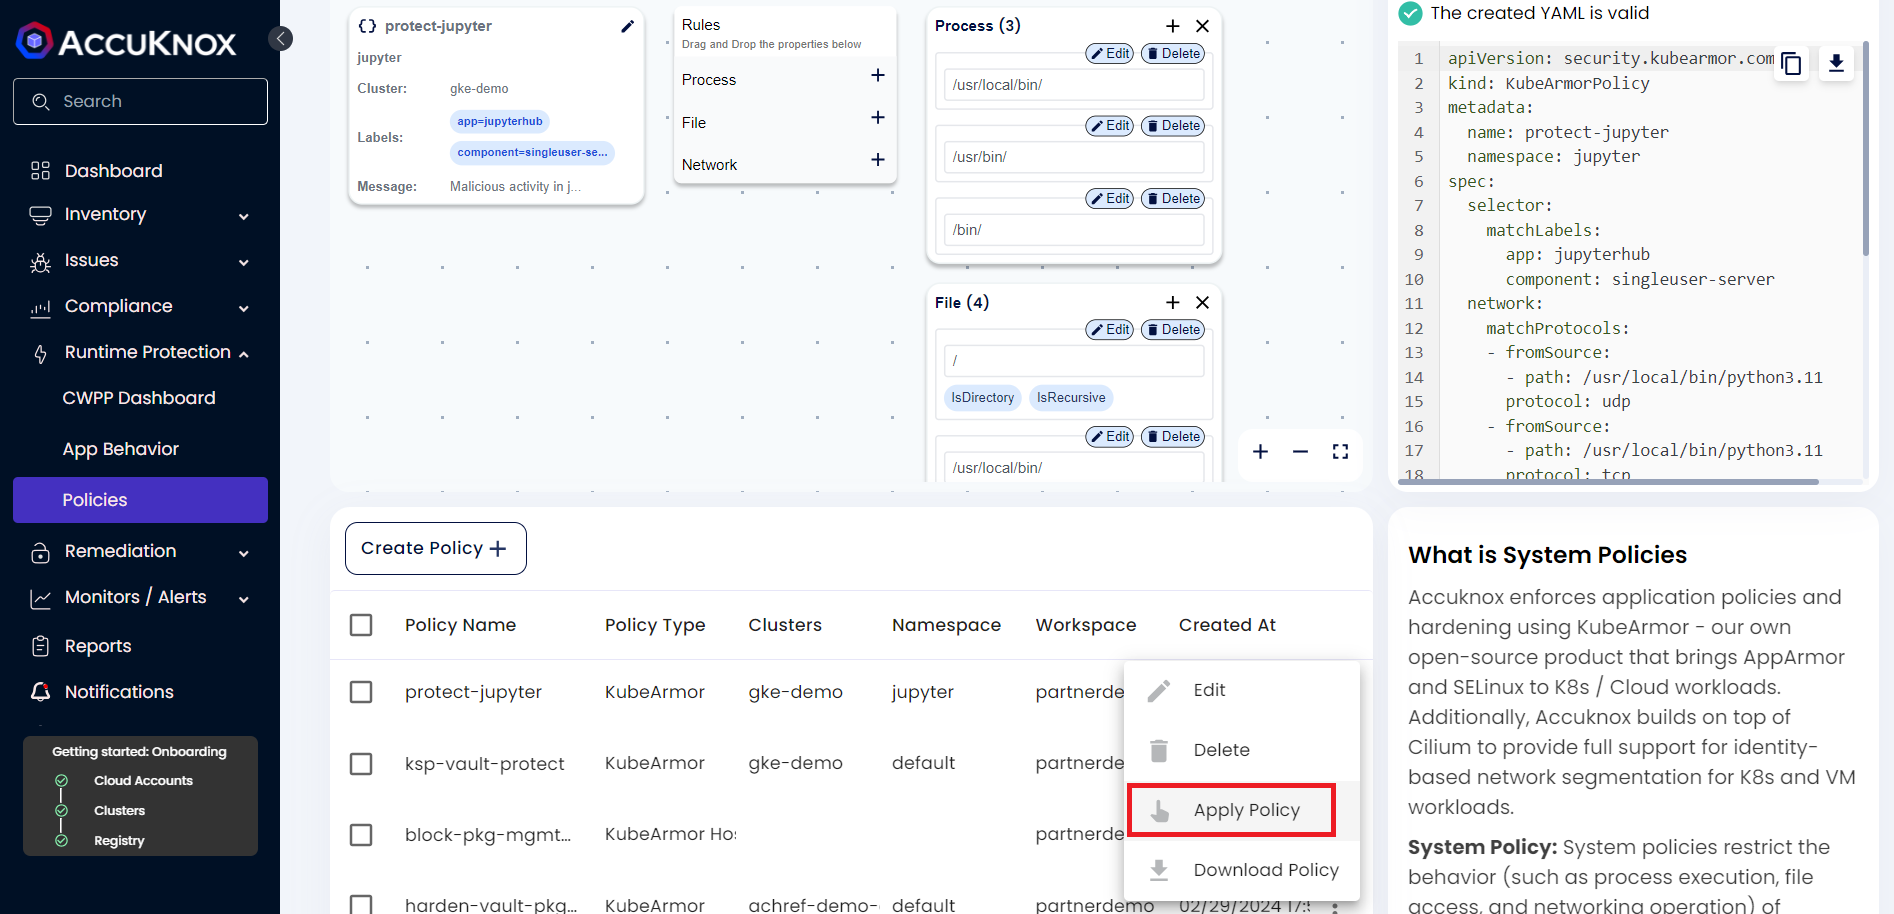 ACCUKNOX
Search
Dashboard
Inventory
Issues
Compliance
Runtime Protection
CWPP Dashboard
App Behavior
Policies
Remediation
Monitors / Alerts
Reports
Notifications
Getting started: Onboarding
Cloud Accounts
Clusters
Registry
{} protect-jupyter
jupyter
Cluster: gke-demo
Labels: app=jupyterhub
component=singleuser-se...
Message: Malicious activity in j...
Rules
Drag and Drop the properties below
Process +
File +
Network +
Process (3) +
Edit Delete
/usr/local/bin/
Edit Delete
/usr/bin/
Edit Delete
/bin/
File (4) +
Edit Delete
/
IsDirectory IsRecursive
Edit Delete
/usr/local/bin/
The created YAML is valid
1 apiVersion: security.kubearmor.com
2 kind: KubeArmorPolicy
3 metadata:
4 name: protect-jupyter
5 namespace: jupyter
6 spec:
7 selector:
8 matchLabels:
9 app: jupyterhub
10 component: singleuser-server
11 network:
12 matchProtocols:
13 - fromSource:
14 - path: /usr/local/bin/python3.11
15 protocol: udp
16 - fromSource:
17 - path: /usr/local/bin/python3.11
18 protocol: tcp
Create Policy +
Policy Name Policy Type Clusters Namespace Workspace Created At
protect-jupyter KubeArmor gke-demo jupyter partnerde
ksp-vault-protect KubeArmor gke-demo default partnerde
block-pkg-mgmt... KubeArmor Hos partnerde
harden-vault-pkg... KubeArmor achref-demo- default partnerdemo 02/29/2024 17:5
Edit
Delete
Apply Policy
Download Policy
What is System Policies
Accuknox enforces application policies and
hardening using KubeArmor - our own
open-source product that brings AppArmor
and SELinux to K8s / Cloud workloads.
Additionally, Accuknox builds on top of
Cilium to provide full support for identity-
based network segmentation for K8s and VM
workloads.
System Policy: System policies restrict the
behavior (such as process execution, file
access, and networking operation) of